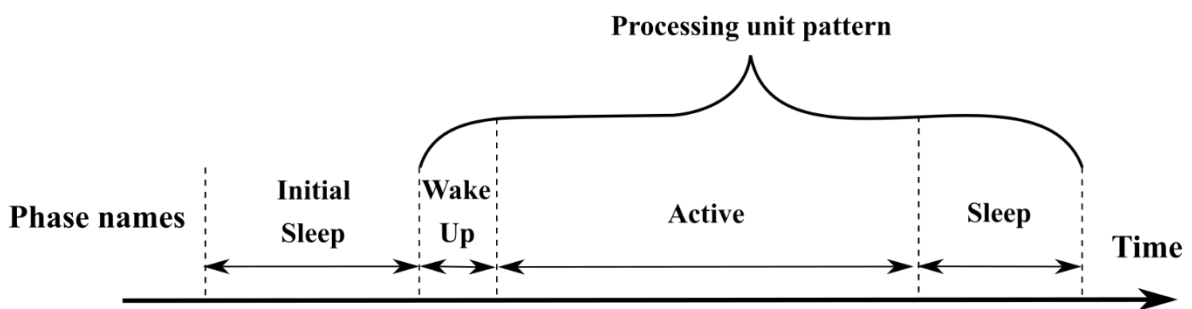 Processing unit pattern
Phase names
Initial
Sleep
Wake
Up
Active
Sleep
Time